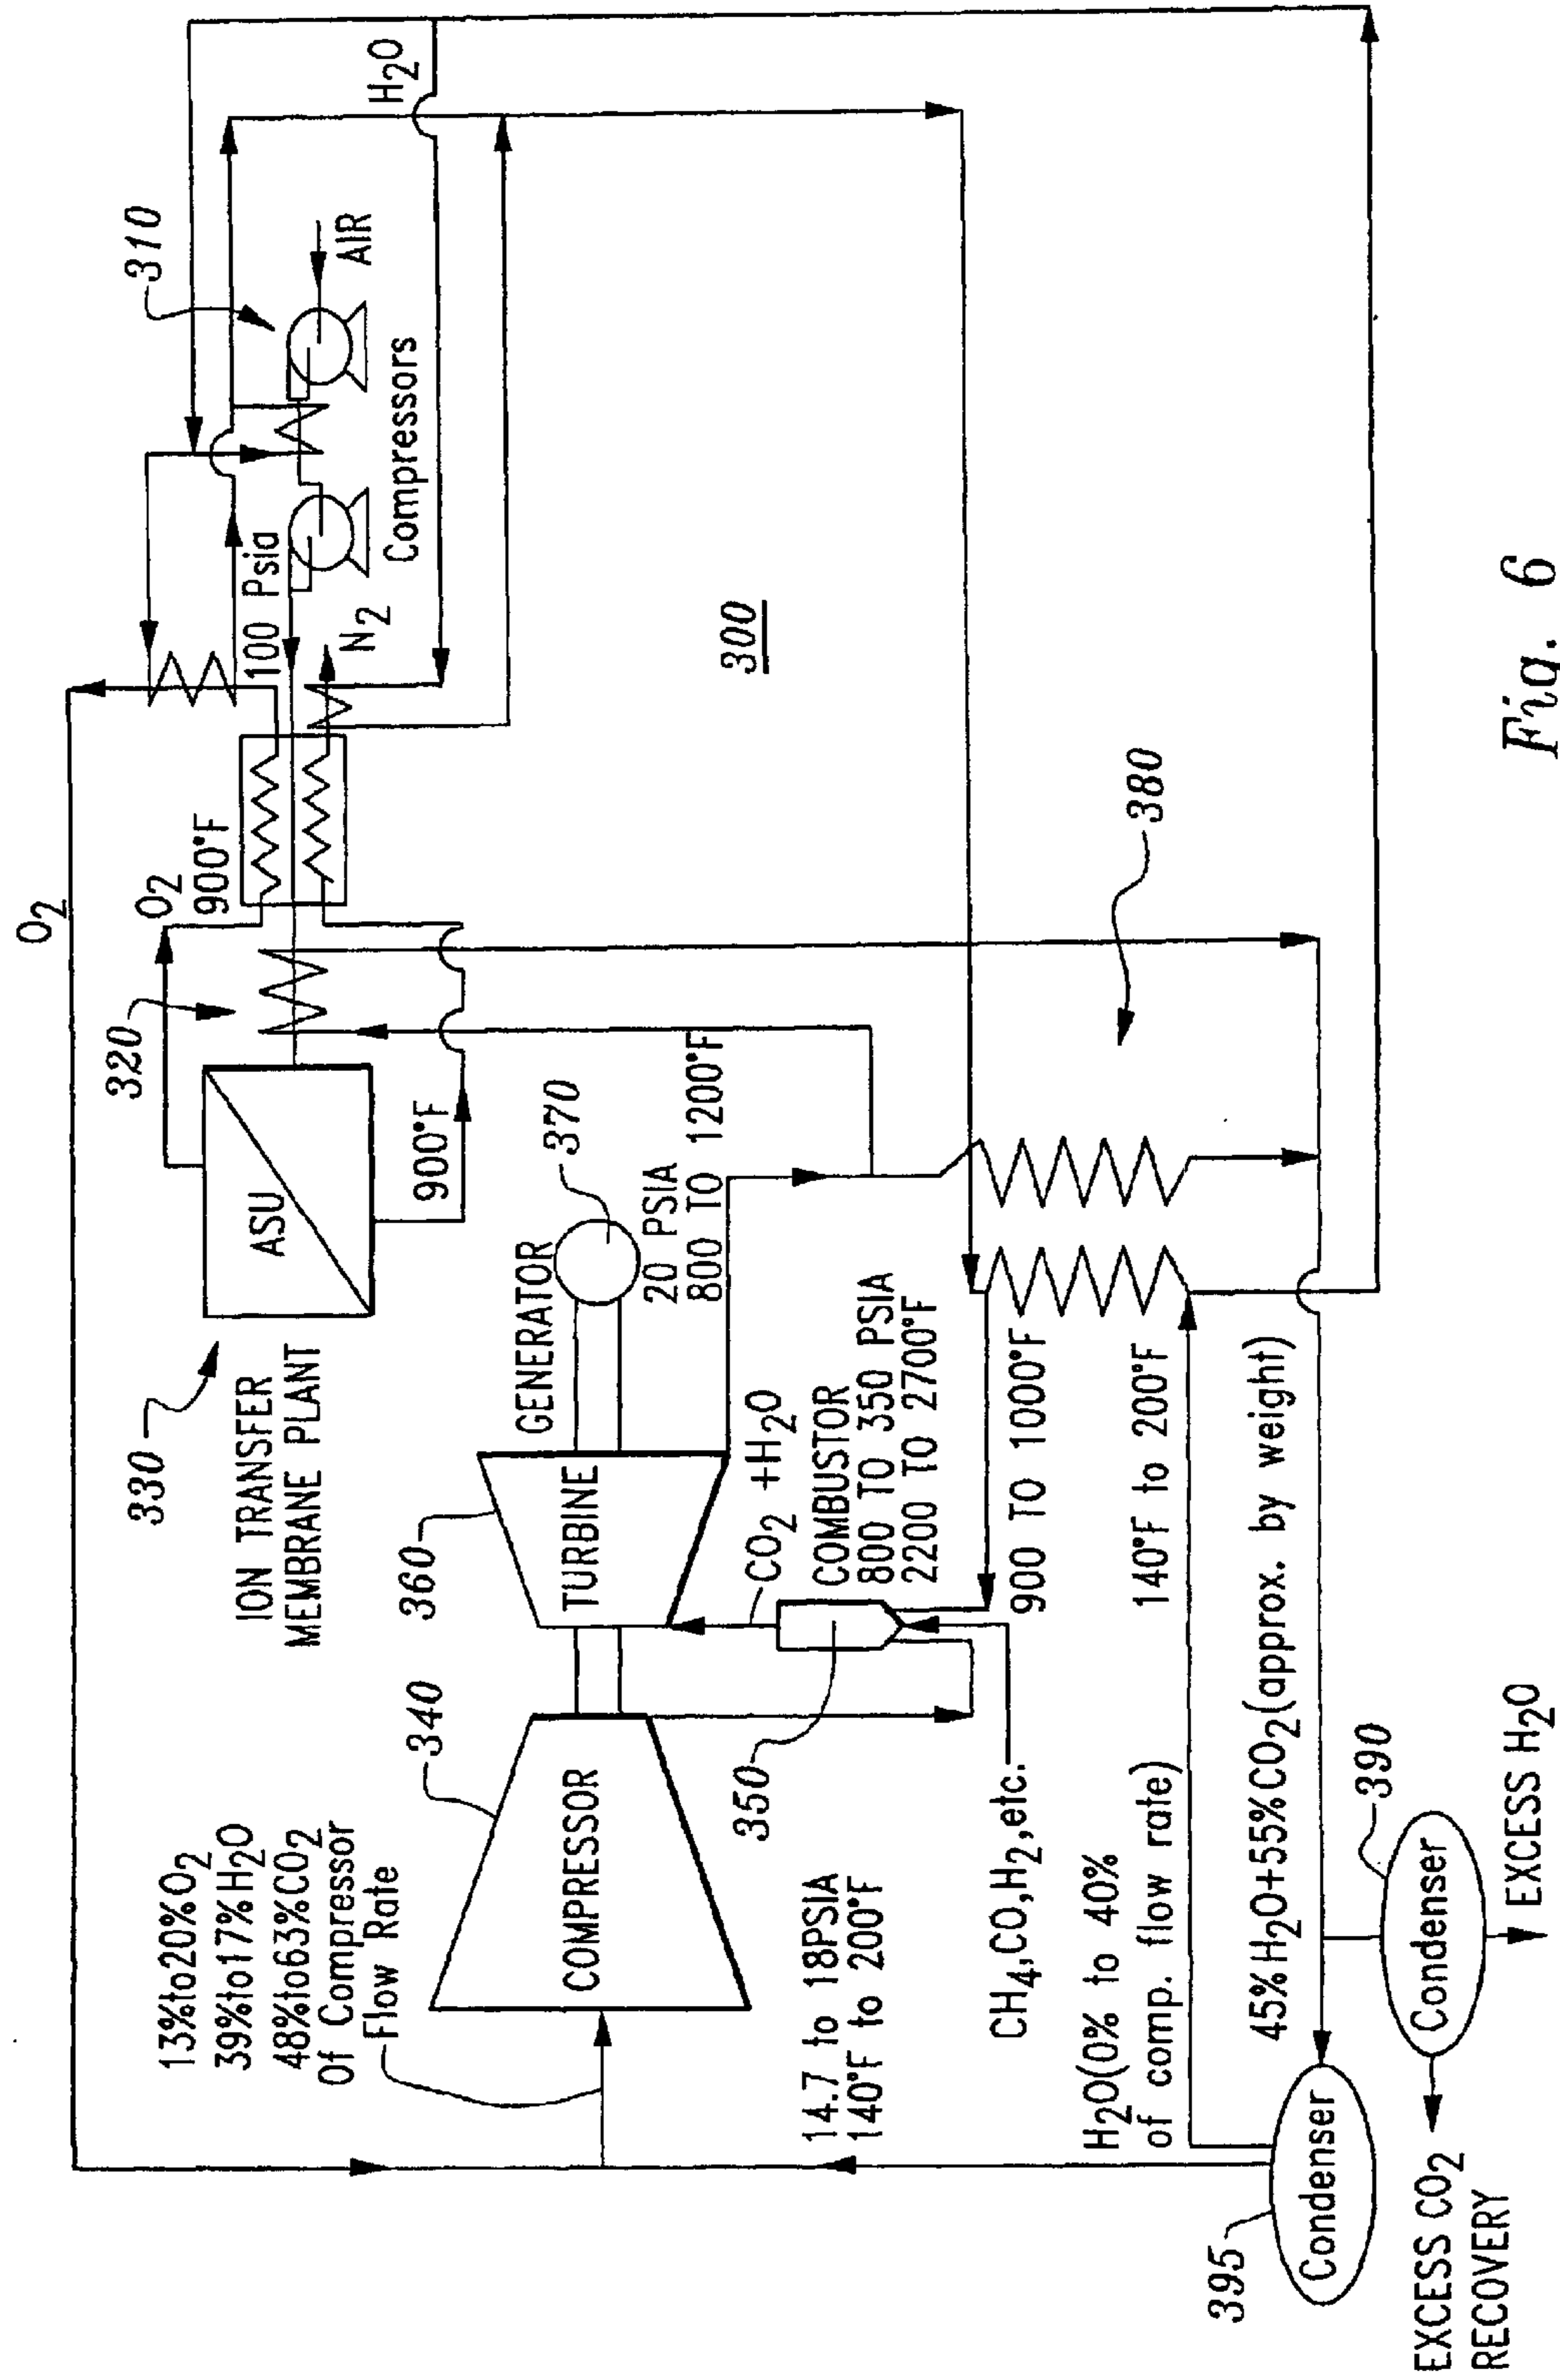 O2
310
H2O
AIR
Compressors
100 Psia
N2
O2
900°F
320
ASU
900°F
330
ION TRANSFER
MEMBRANE PLANT
GENERATOR
370
20 PSIA
800 TO 1200°F
360
TURBINE
CO2 +H2O
COMBUSTOR
800 TO 350 PSIA
2200 TO 2700°F
350
340
COMPRESSOR
13%to20%O2
39%to17%H2O
48%to63%CO2
Of Compressor
Flow Rate
14.7 to 18PSIA
140°F to 200°F
CH4,CO,H2,etc.
900 TO 1000°F
380
300
H2O(0% to 40%
of comp. flow rate)
140°F to 200°F
45%H2O+55%CO2(approx. by weight)
395
Condenser
390
Condenser
EXCESS H2O
EXCESS CO2
RECOVERY
Fig. 6